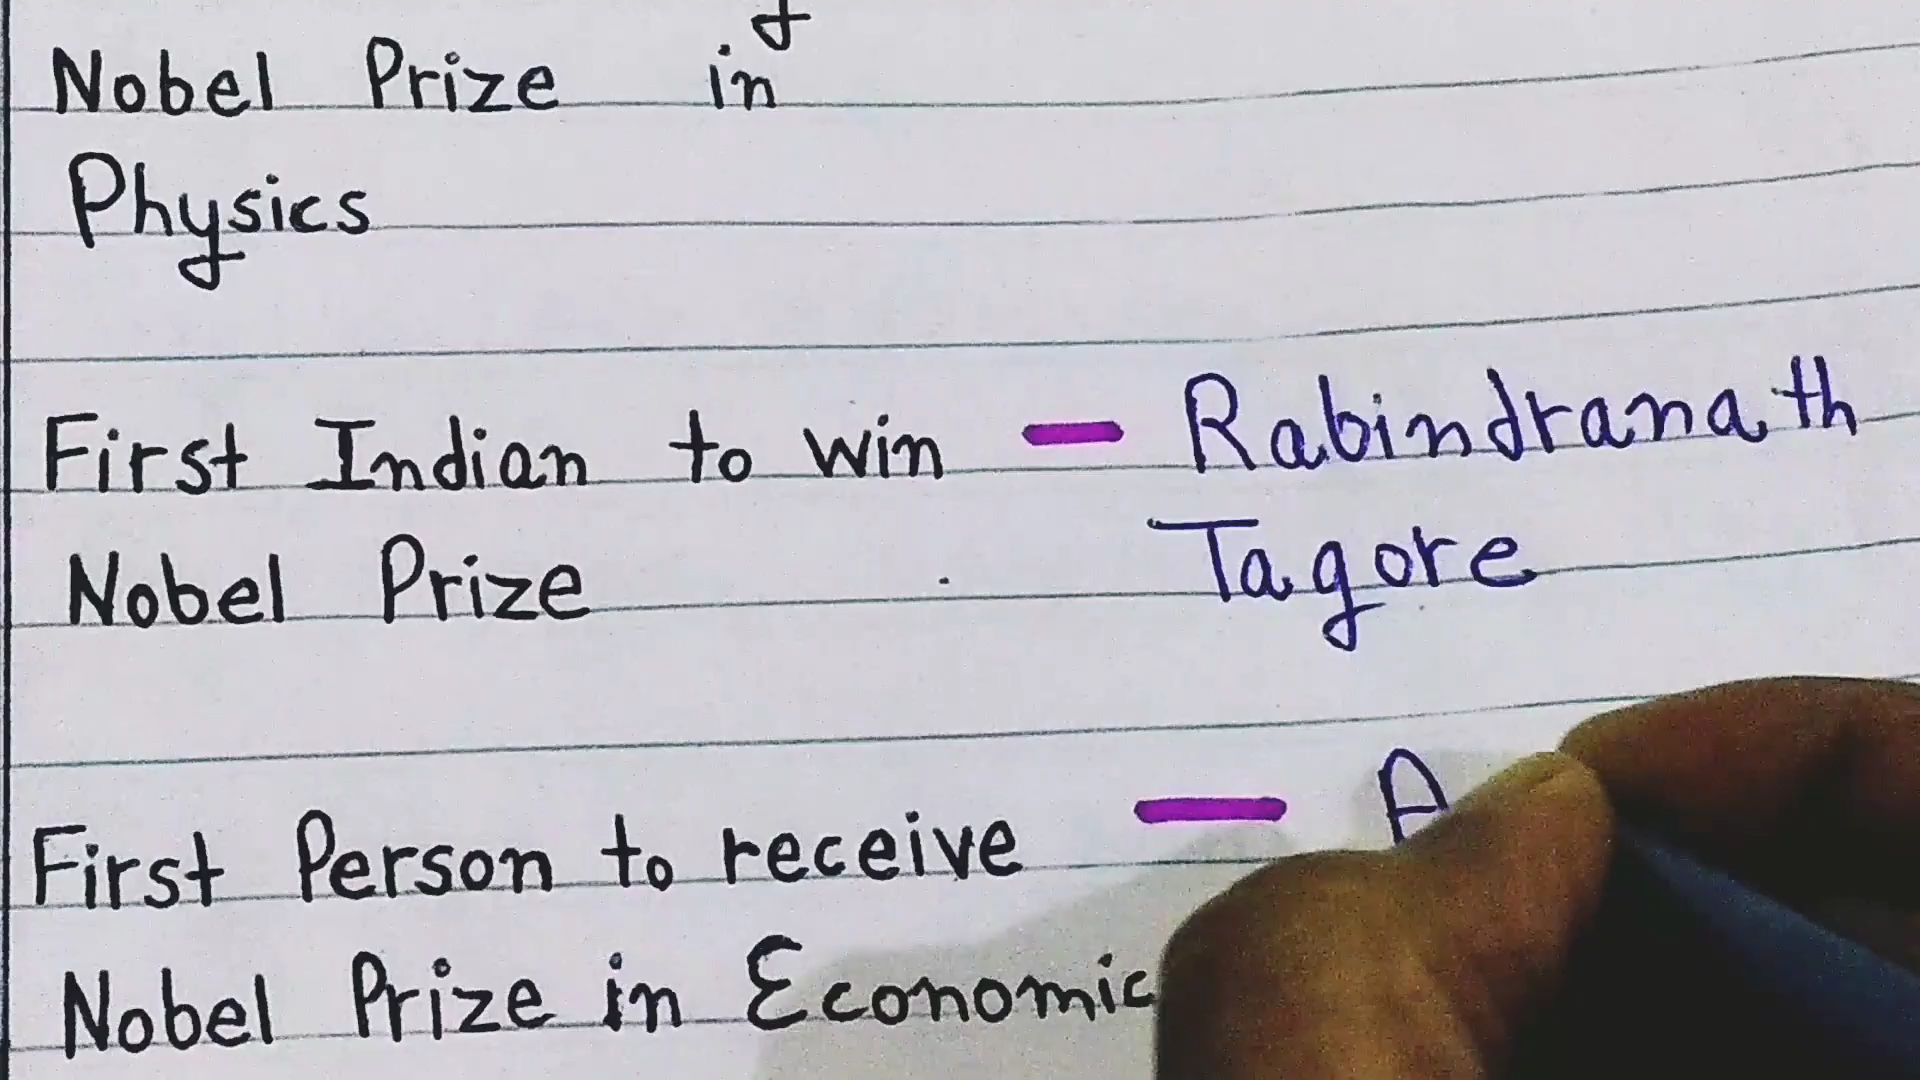 Nobel Prize in
Physics
First Indian to win — Rabindranath
Nobel Prize Tagore
First Person to receive — A
Nobel Prize in Economic